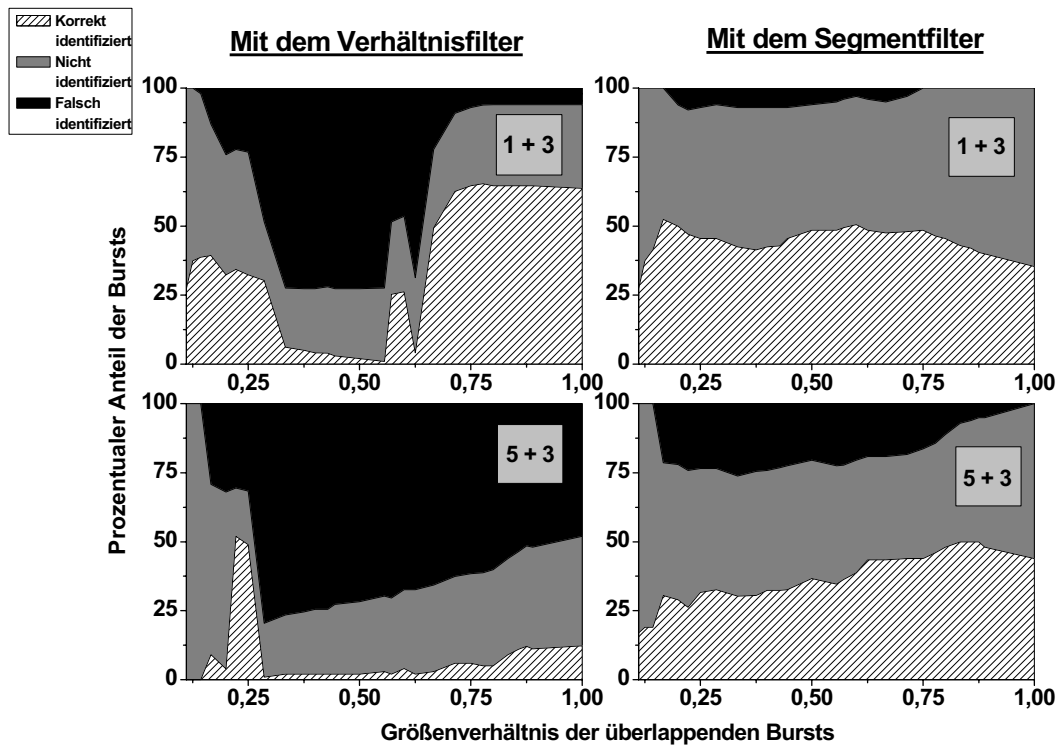 Korrekt
identifiziert
Nicht
identifiziert
Falsch
identifiziert
Mit dem Verhältnisfilter
Mit dem Segmentfilter
Prozentualer Anteil der Bursts
100
75
50
25
0
1 + 3
0,25 0,50 0,75 1,00
100
75
50
25
0
1 + 3
0,25 0,50 0,75 1,00
100
75
50
25
0
5 + 3
0,25 0,50 0,75 1,00
100
75
50
25
0
5 + 3
0,25 0,50 0,75 1,00
Größenverhältnis der überlappenden Bursts